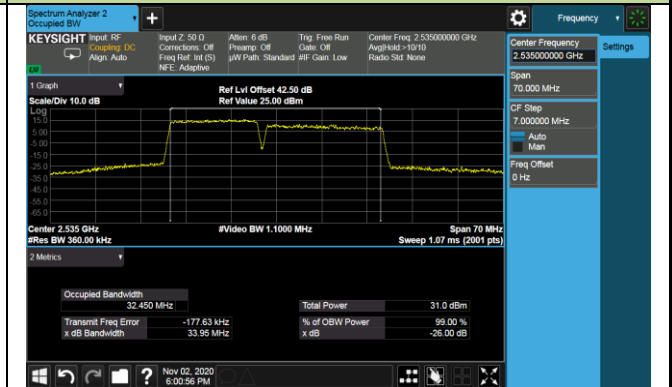 Spectrum Analyzer 2
Occupied BW
+
Frequency
KEYSIGHT
Input: RF
Coupling: DC
Align: Auto
Input Z: 50 Ω
Corrections: Off
Freq Ref: Int (S)
NFE: Adaptive
Atten: 6 dB
Preamp: Off
µW Path: Standard
Trig: Free Run
Gate: Off
#IF Gain: Low
Center Freq: 2.535000000 GHz
Avg|Hold:>10/10
Radio Std: None
Center Frequency
2.535000000 GHz
Settings
Span
70.000 MHz
CF Step
7.000000 MHz
Auto
Man
Freq Offset
0 Hz
1 Graph
Scale/Div 10.0 dB
Ref Lvl Offset 42.50 dB
Ref Value 25.00 dBm
Log
15.0
5.00
-5.00
-15.0
-25.0
-35.0
-45.0
-55.0
-65.0
Center 2.535 GHz
#Video BW 1.1000 MHz
Span 70 MHz
#Res BW 360.00 kHz
Sweep 1.07 ms (2001 pts)
2 Metrics
Occupied Bandwidth
32.450 MHz
Total Power
31.0 dBm
Transmit Freq Error
-177.63 kHz
% of OBW Power
99.00 %
x dB Bandwidth
33.95 MHz
x dB
-26.00 dB
?
Nov 02, 2020
6:00:56 PM